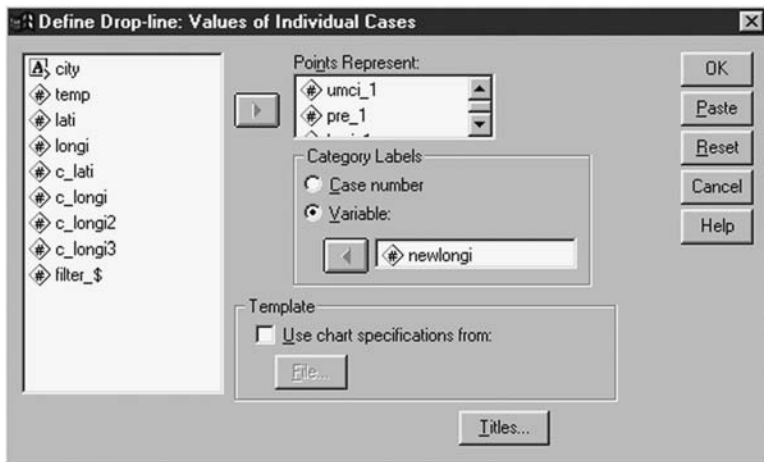 Define Drop-line: Values of Individual Cases
city
temp
lati
longi
c_lati
c_longi
c_longi2
c_longi3
filter_$
Points Represent:
umci_1
pre_1
Category Labels
Case number
Variable:
newlongi
Template
Use chart specifications from:
File...
Titles...
OK
Paste
Reset
Cancel
Help